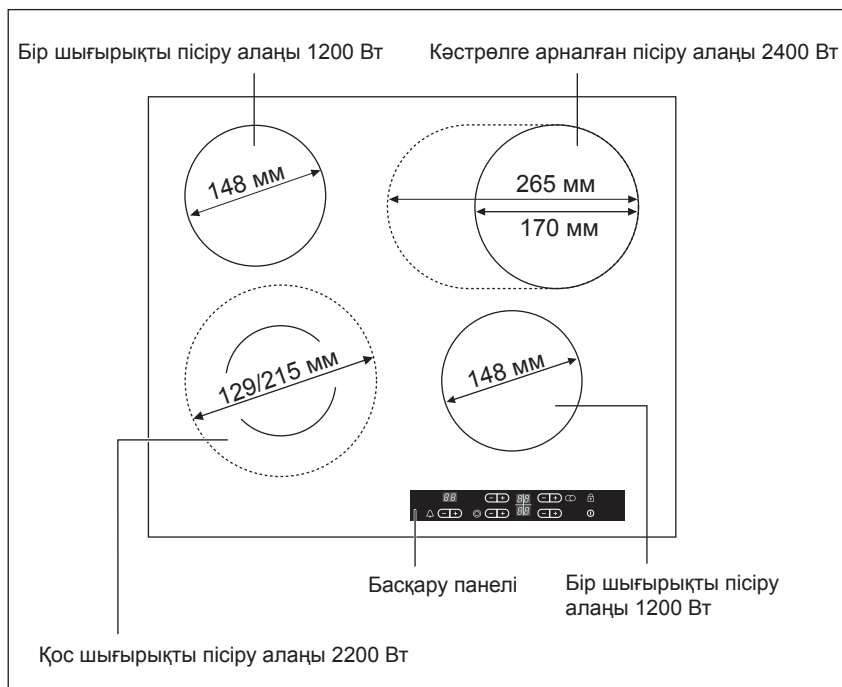 Бір шығырықты пісіру алаңы 1200 Вт
Кәстрөлге арналған пісіру алаңы 2400 Вт
148 мм
265 мм
170 мм
129/215 мм
148 мм
Басқару панелі
Бір шығырықты пісіру
алаңы 1200 Вт
Қос шығырықты пісіру алаңы 2200 Вт